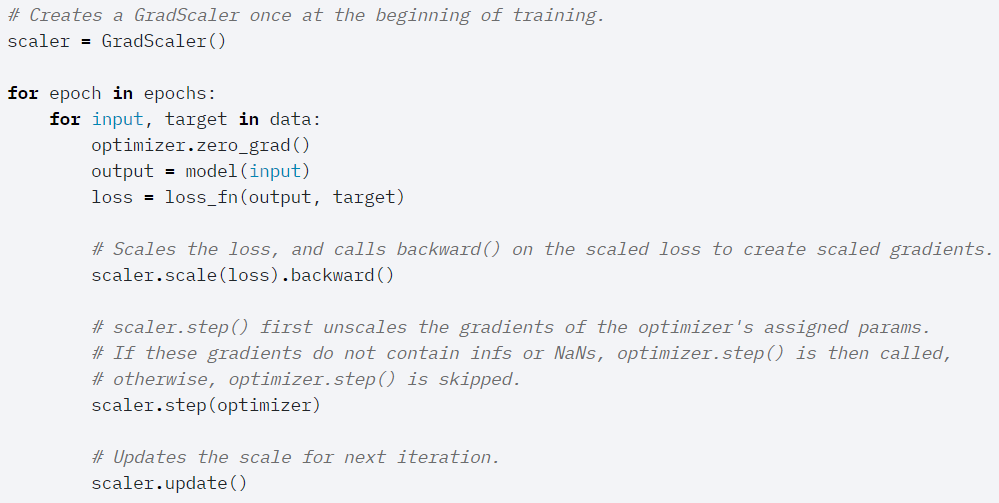 # Creates a GradScaler once at the beginning of training.
scaler = GradScaler()

for epoch in epochs:
    for input, target in data:
        optimizer.zero_grad()
        output = model(input)
        loss = loss_fn(output, target)

        # Scales the loss, and calls backward() on the scaled loss to create scaled gradients.
        scaler.scale(loss).backward()

        # scaler.step() first unscales the gradients of the optimizer's assigned params.
        # If these gradients do not contain infs or NaNs, optimizer.step() is then called,
        # otherwise, optimizer.step() is skipped.
        scaler.step(optimizer)

        # Updates the scale for next iteration.
        scaler.update()